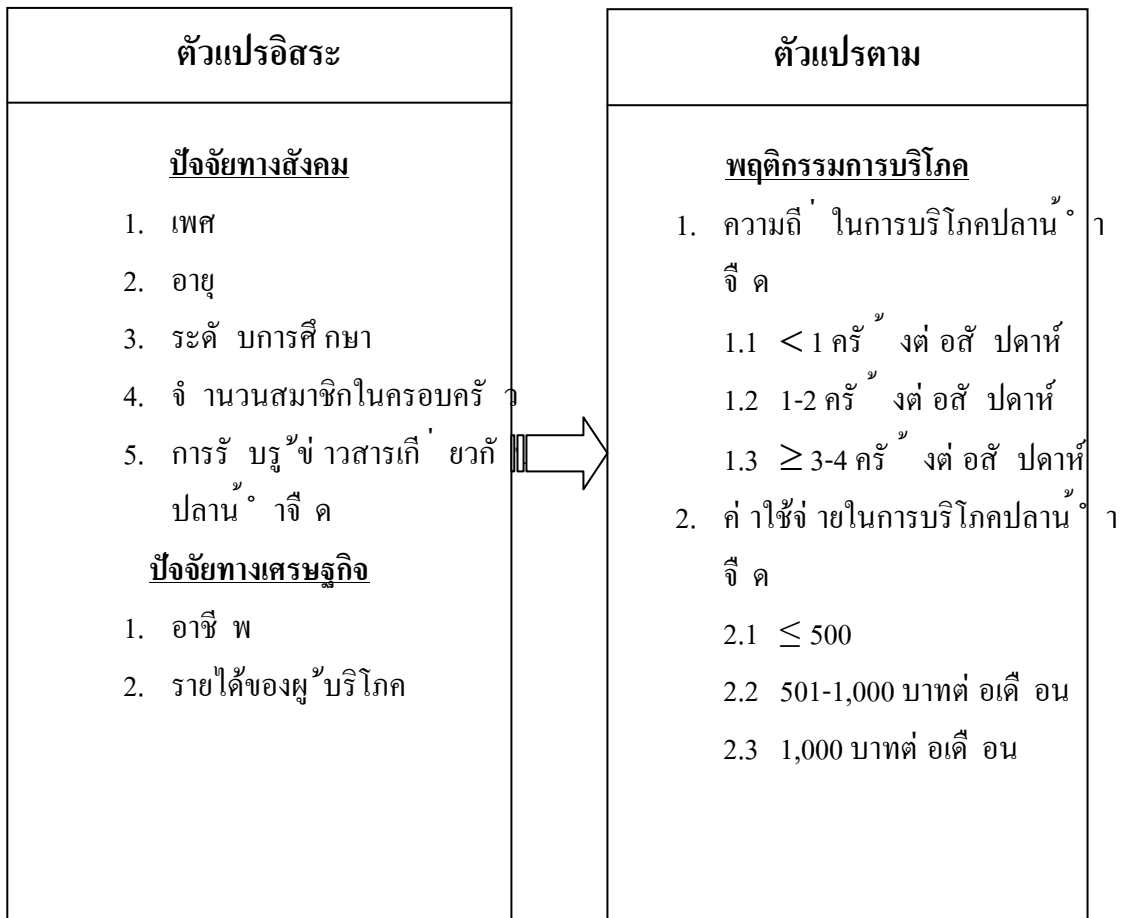 ตัวแปรอิสระ
ปัจจัยทางสังคม
1. เพศ
2. อายุ
3. ระดับการศึกษา
4. จำนวนสมาชิกในครอบครัว
5. การรับรู้ข่าวสารเกี่ยวกั
ปลาน้ำจืด
ปัจจัยทางเศรษฐกิจ
1. อาชีพ
2. รายได้ของผู้บริโภค
ตัวแปรตาม
พฤติกรรมการบริโภค
1. ความถี่ในการบริโภคปลาน้ำ
จืด
1.1 < 1 ครั้งต่อสัปดาห์
1.2 1-2 ครั้งต่อสัปดาห์
1.3 ≥ 3-4 ครั้งต่อสัปดาห์
2. ค่าใช้จ่ายในการบริโภคปลาน้ำ
จืด
2.1 ≤ 500
2.2 501-1,000 บาทต่อเดือน
2.3 1,000 บาทต่อเดือน